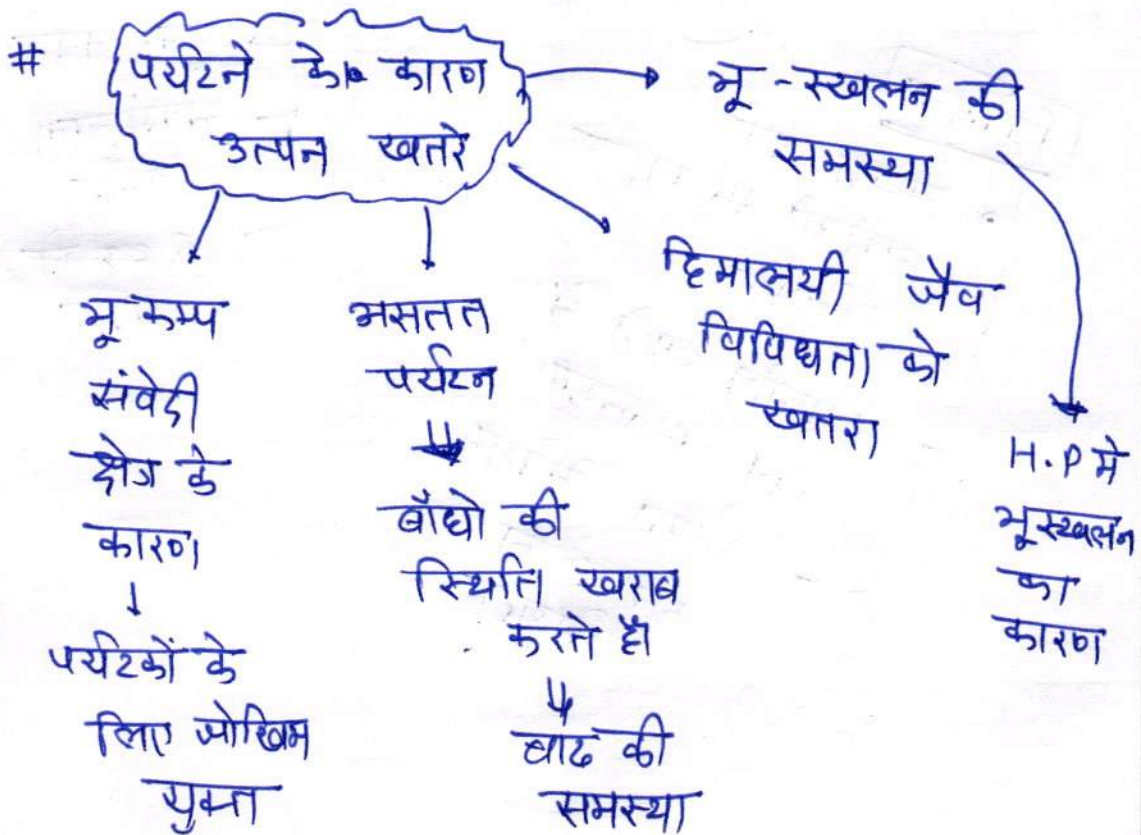 #
पर्यटने के कारण
उत्पन खतरे
भू-स्खलन की
समस्या
H.P मे
भूस्खलन
का
कारण
हिमालयी जैव
विविधता को
खतरा
असतत
पर्यटन
बाँधो की
स्थिति खराब
करते है।
बाढ की
समस्या
भू कम्प
संवेदी
क्षेत्र के
कारण
पर्यटकों के
लिए जोखिम
युक्त